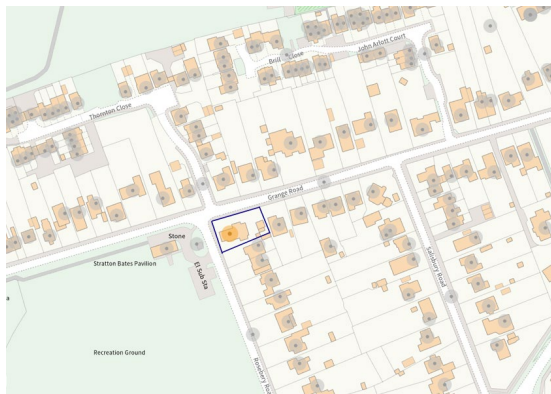 John Arlott Court
Brill Close
Thornton Close
Grange Road
Stone
Stratton Bates Pavilion
El Sub Sta
Salisbury Road
a
Recreation Ground
Rosebery